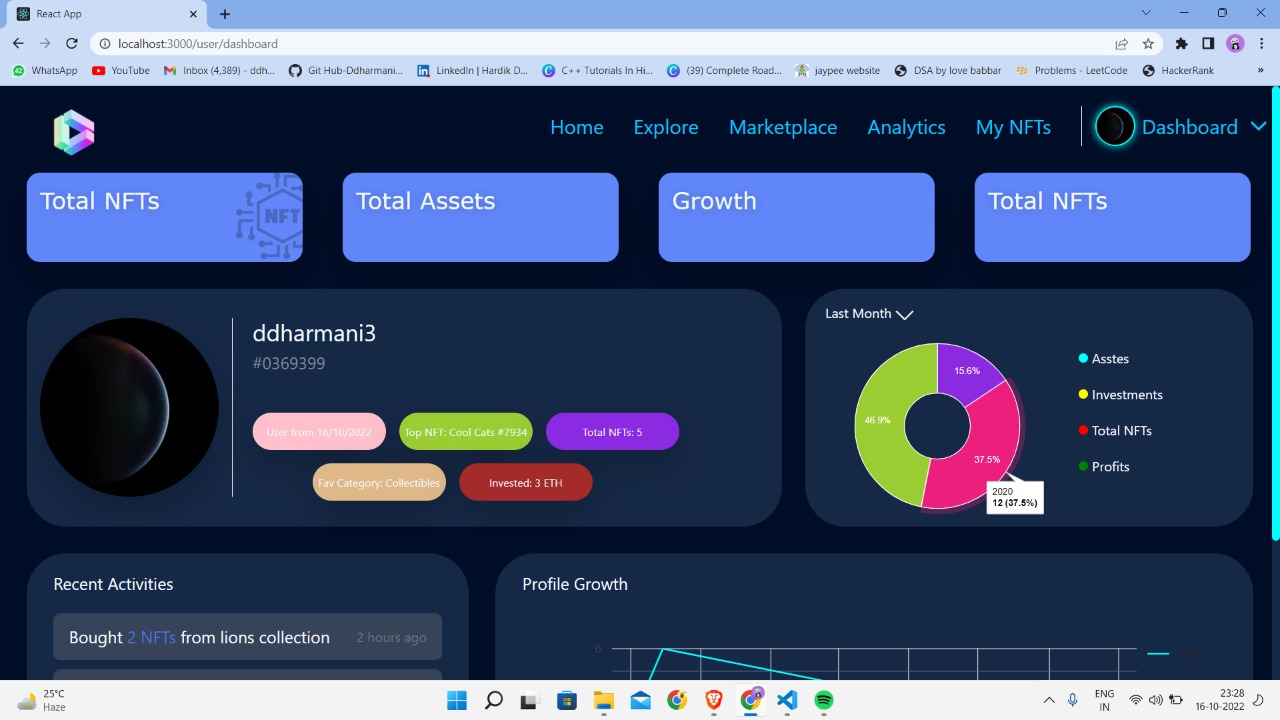 React App
localhost:3000/user/dashboard
WhatsApp
YouTube
Inbox (4,389) - ddh...
Git Hub-Ddharmani...
LinkedIn | Hardik D...
C++ Tutorials In Hi...
(39) Complete Road...
jaypee website
DSA by love babbar
Problems - LeetCode
HackerRank
»
Home
Explore
Marketplace
Analytics
My NFTs
Dashboard
Total NFTs
NFT
Total Assets
Growth
Total NFTs
ddharmani3
#0369399
User from 16/10/2022
Top NFT: Cool Cats #7934
Total NFTs: 5
Fav Category: Collectibles
Invested: 3 ETH
Last Month
15.6%
46.9%
37.5%
2020
12 (37.5%)
Asstes
Investments
Total NFTs
Profits
Recent Activities
Bought 2 NFTs from lions collection
2 hours ago
Profile Growth
6
25°C
Haze
ENG
IN
23:28
16-10-2022